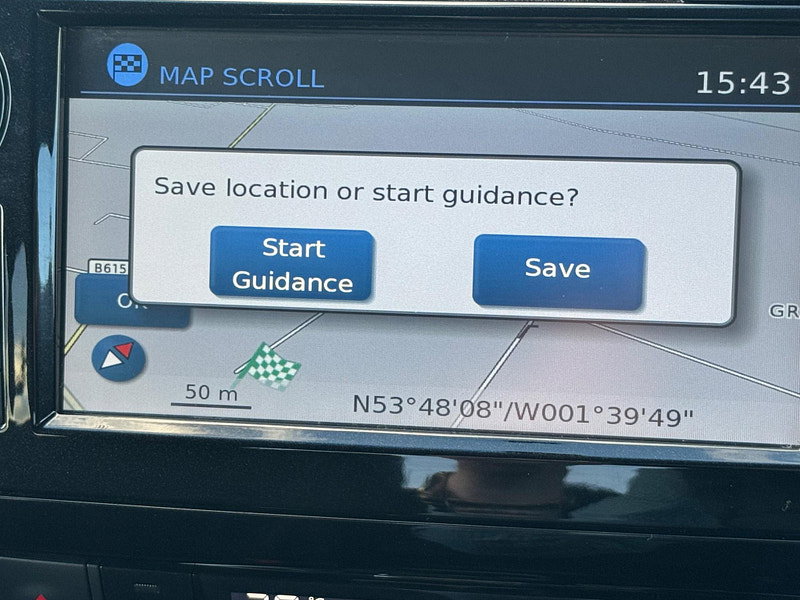 MAP SCROLL
15:43
Save location or start guidance?
Start
Guidance
Save
B615
GR
50 m
N53°48'08"/W001°39'49"